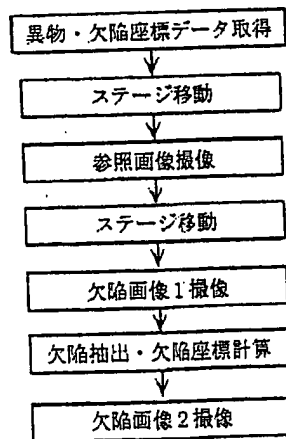 異物・欠陥座標データ取得
ステージ移動
参照画像撮像
ステージ移動
欠陥画像1撮像
欠陥抽出・欠陥座標計算
欠陥画像2撮像